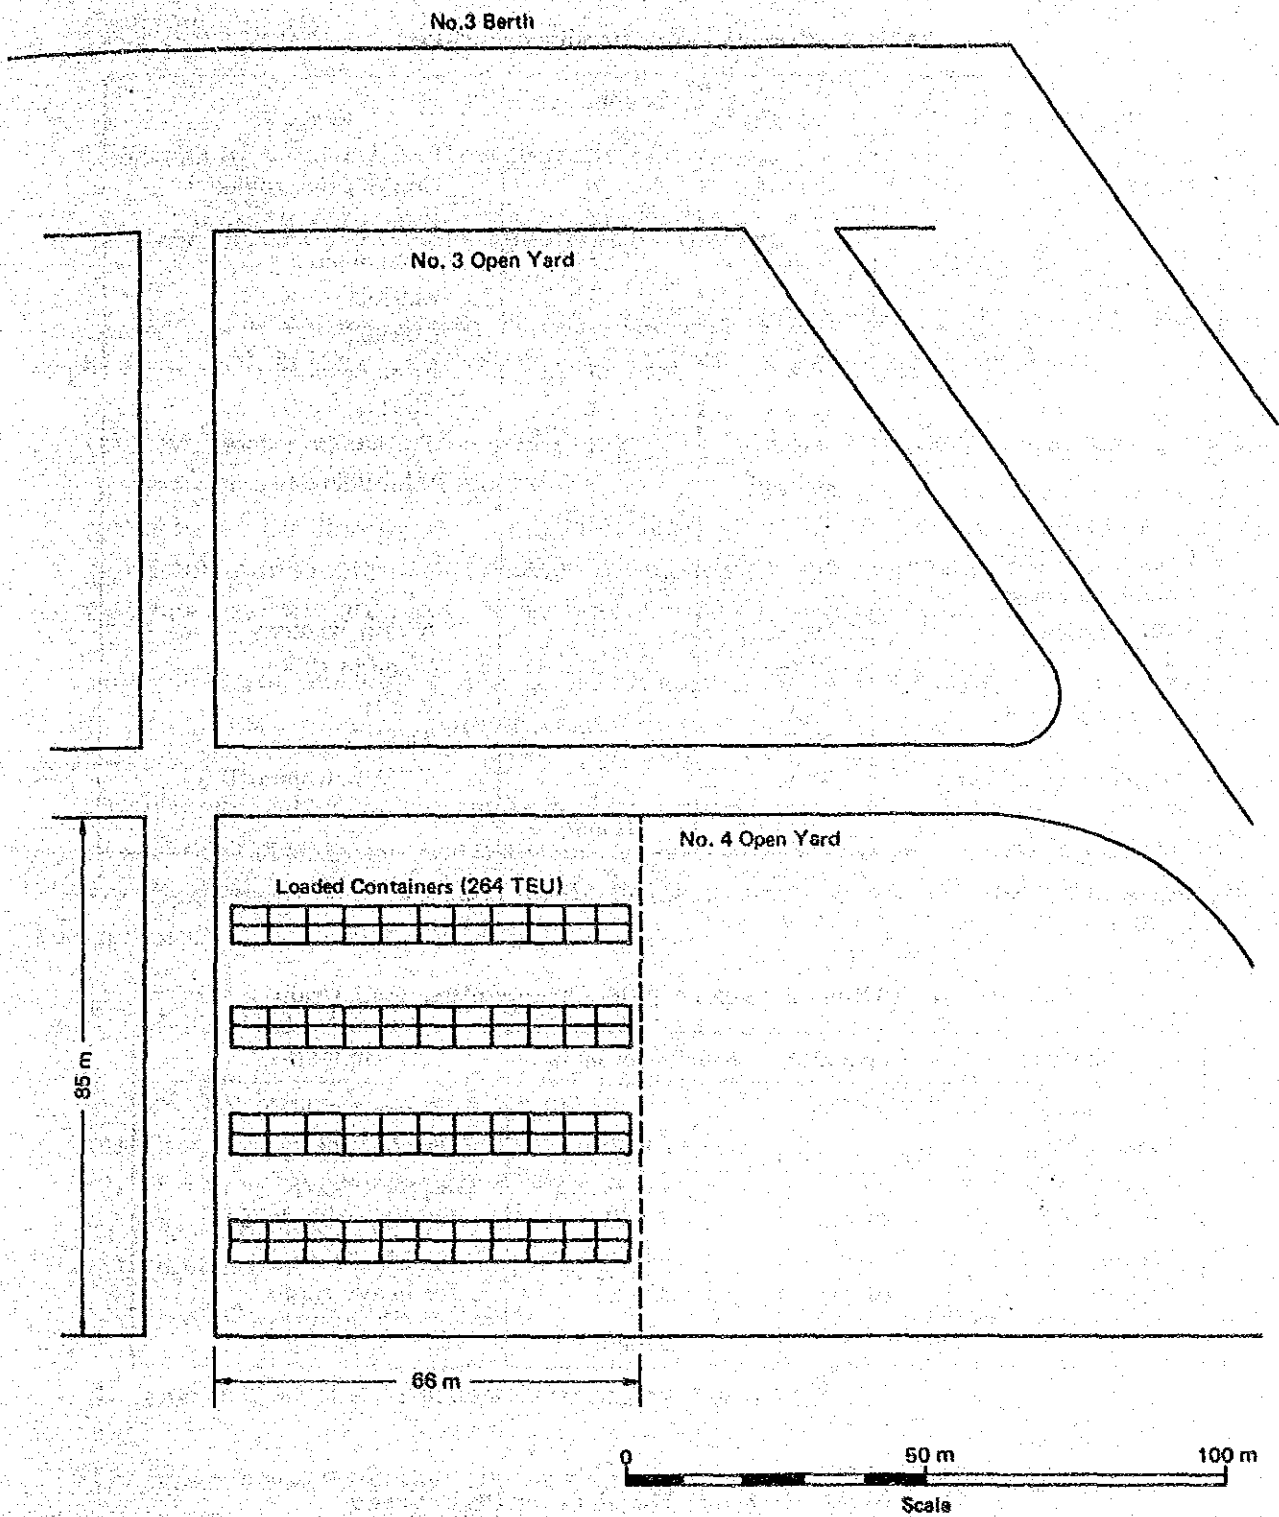 No.3 Berth
No. 3 Open Yard
No. 4 Open Yard
Loaded Containers (264 TEU)
85 m
66 m
0 50 m 100 m
Scale